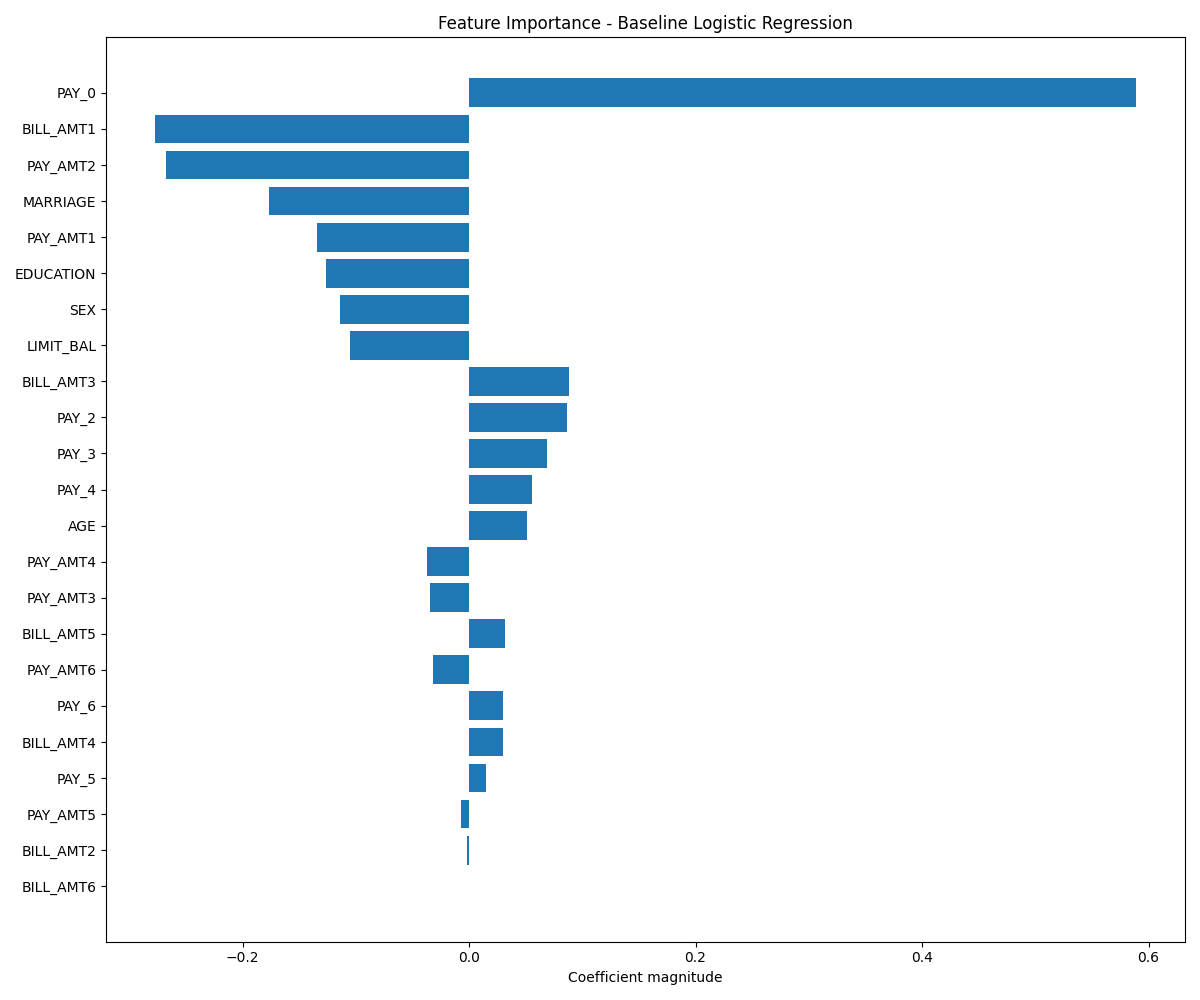 Feature Importance - Baseline Logistic Regression
PAY_0
BILL_AMT1
PAY_AMT2
MARRIAGE
PAY_AMT1
EDUCATION
SEX
LIMIT_BAL
BILL_AMT3
PAY_2
PAY_3
PAY_4
AGE
PAY_AMT4
PAY_AMT3
BILL_AMT5
PAY_AMT6
PAY_6
BILL_AMT4
PAY_5
PAY_AMT5
BILL_AMT2
BILL_AMT6
−0.2 0.0 0.2 0.4 0.6
Coefficient magnitude